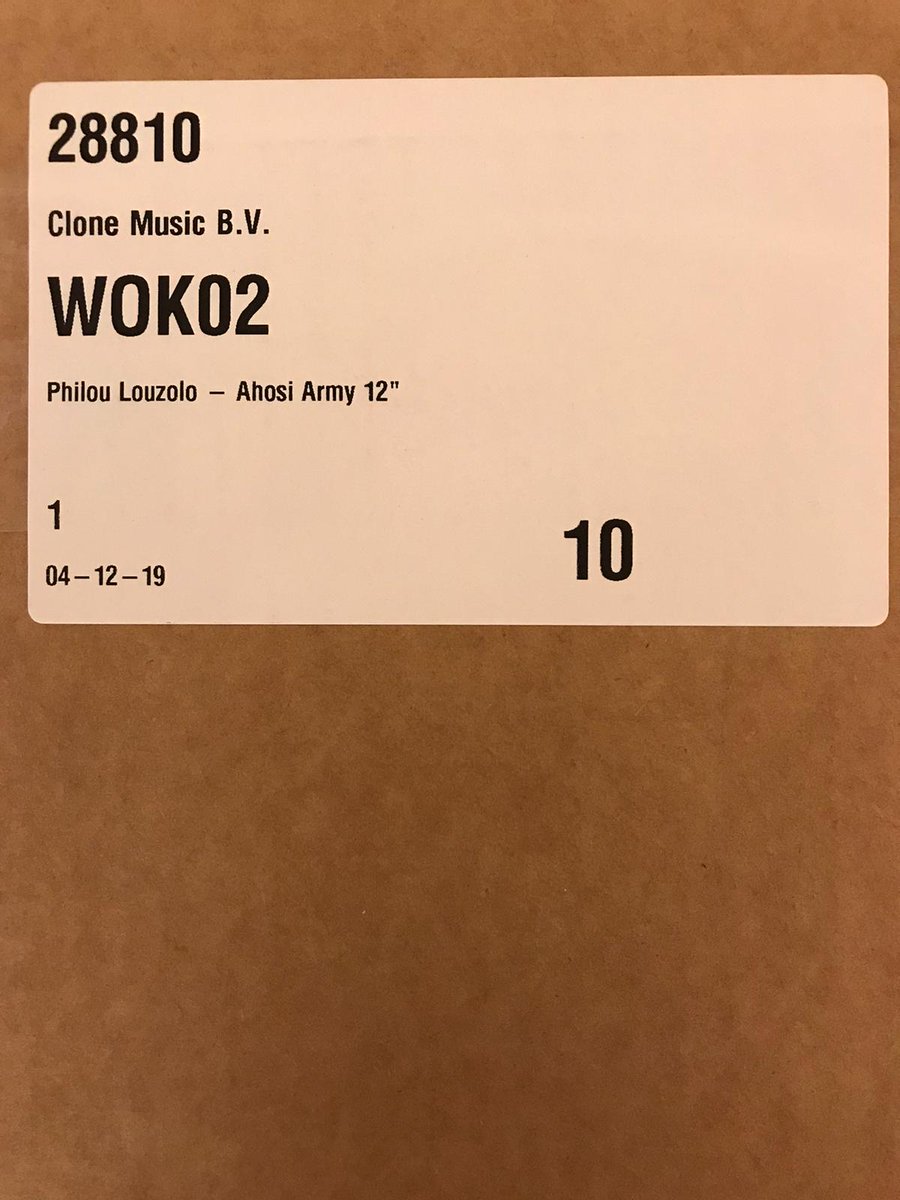 28810
Clone Music B.V.
WOK02
Philou Louzolo – Ahosi Army 12"
1
10
04–12–19